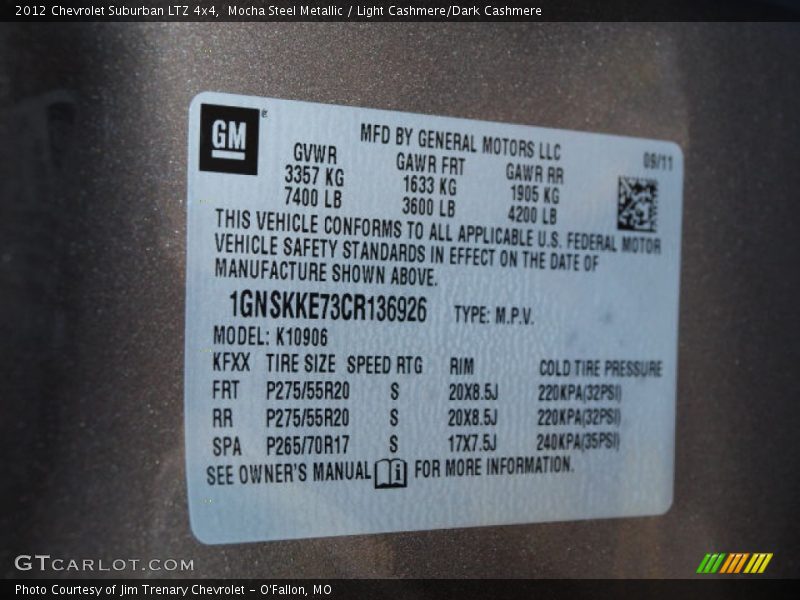 2012 Chevrolet Suburban LTZ 4x4, Mocha Steel Metallic / Light Cashmere/Dark Cashmere
GM®
MFD BY GENERAL MOTORS LLC
09/11
GVWR GAWR FRT GAWR RR
3357 KG 1633 KG 1905 KG
7400 LB 3600 LB 4200 LB
THIS VEHICLE CONFORMS TO ALL APPLICABLE U.S. FEDERAL MOTOR
VEHICLE SAFETY STANDARDS IN EFFECT ON THE DATE OF
MANUFACTURE SHOWN ABOVE.
1GNSKKE73CR136926 TYPE: M.P.V.
MODEL: K10906
KFXX TIRE SIZE SPEED RTG RIM COLD TIRE PRESSURE
FRT P275/55R20 S 20X8.5J 220KPA(32PSI)
RR P275/55R20 S 20X8.5J 220KPA(32PSI)
SPA P265/70R17 S 17X7.5J 240KPA(35PSI)
SEE OWNER'S MANUAL i FOR MORE INFORMATION.
GTCARLOT.COM
Photo Courtesy of Jim Trenary Chevrolet - O'Fallon, MO